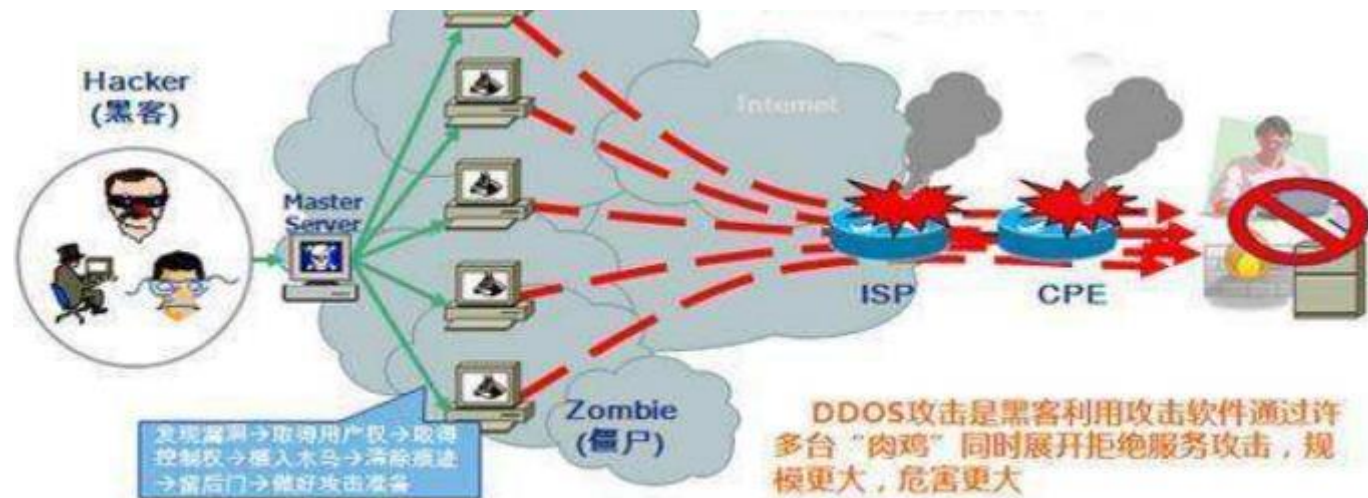 Hacker
(黑客)
Master
Server
Internet
ISP
CPE
Zombie
(僵尸)
发现漏洞→取得用户权→取得
控制权→植入木马→清除痕迹
→留后门→做好攻击准备
DDOS攻击是黑客利用攻击软件通过许
多台“肉鸡”同时展开拒绝服务攻击，规
模更大，危害更大